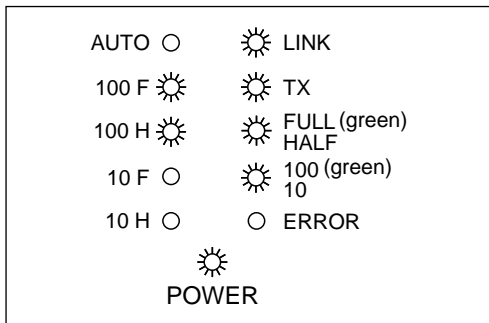 AUTO LINK
100 F TX
100 H FULL (green)
HALF
10 F 100 (green)
10
10 H ERROR
POWER